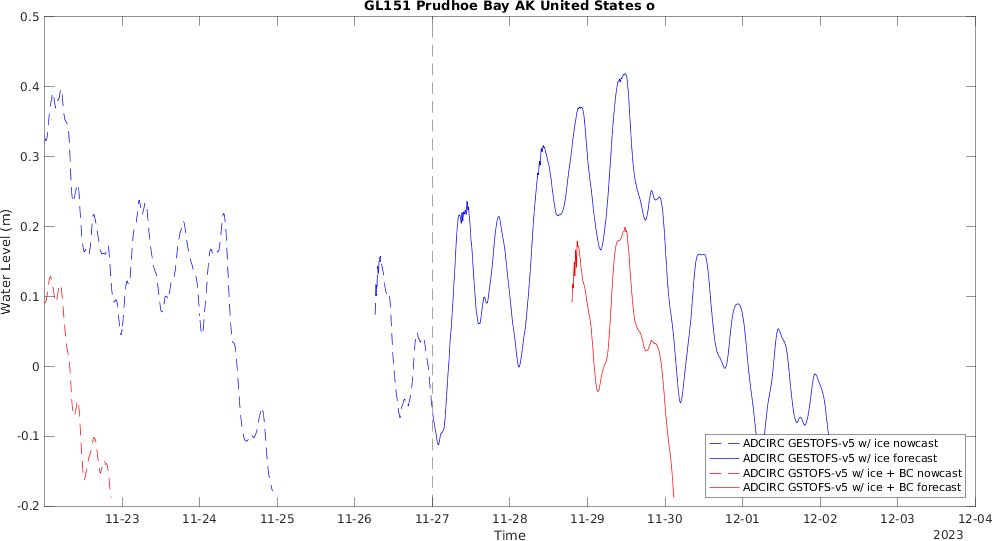 GL151 Prudhoe Bay AK United States o
0.5
0.4
0.3
0.2
0.1
0
-0.1
-0.2
Water Level (m)
ADCIRC GESTOFS-v5 w/ ice nowcast
ADCIRC GESTOFS-v5 w/ ice forecast
ADCIRC GSTOFS-v5 w/ ice + BC nowcast
ADCIRC GSTOFS-v5 w/ ice + BC forecast
11-23 11-24 11-25 11-26 11-27 11-28 11-29 11-30 12-01 12-02 12-03 12-04
Time
2023